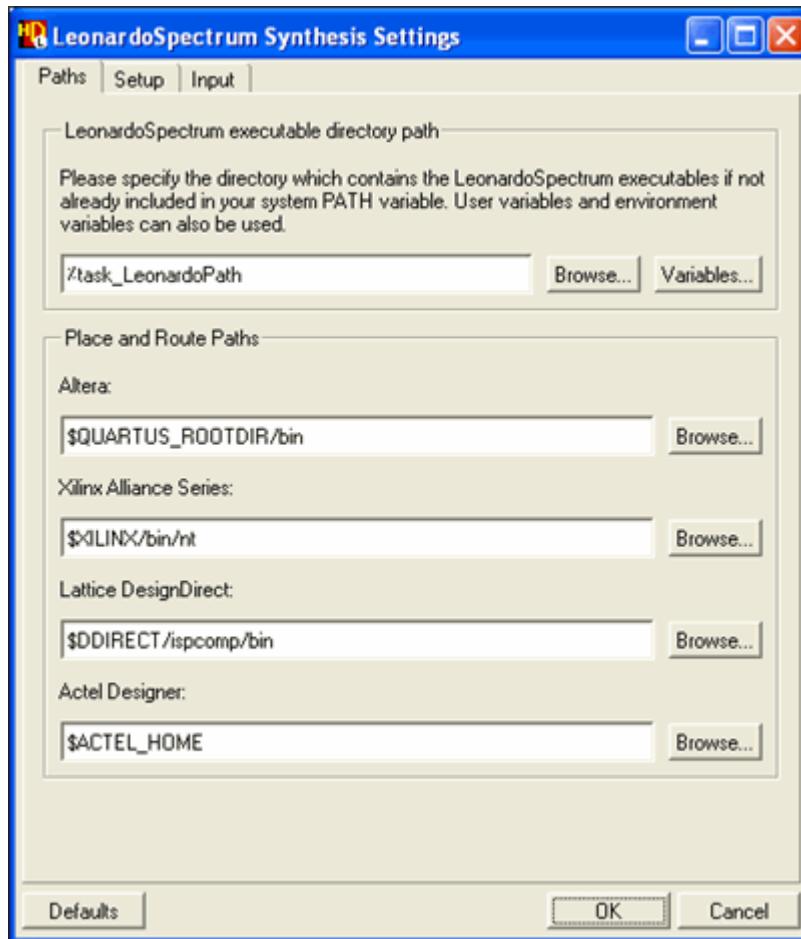 LeonardoSpectrum Synthesis Settings
Paths Setup Input
LeonardoSpectrum executable directory path
Please specify the directory which contains the LeonardoSpectrum executables if not
already included in your system PATH variable. User variables and environment
variables can also be used.
%task_LeonardoPath Browse... Variables...
Place and Route Paths
Altera:
$QUARTUS_ROOTDIR/bin Browse...
Xilinx Alliance Series:
$XILINX/bin/nt Browse...
Lattice DesignDirect:
$DDIRECT/ispcomp/bin Browse...
Actel Designer:
$ACTEL_HOME Browse...
Defaults OK Cancel